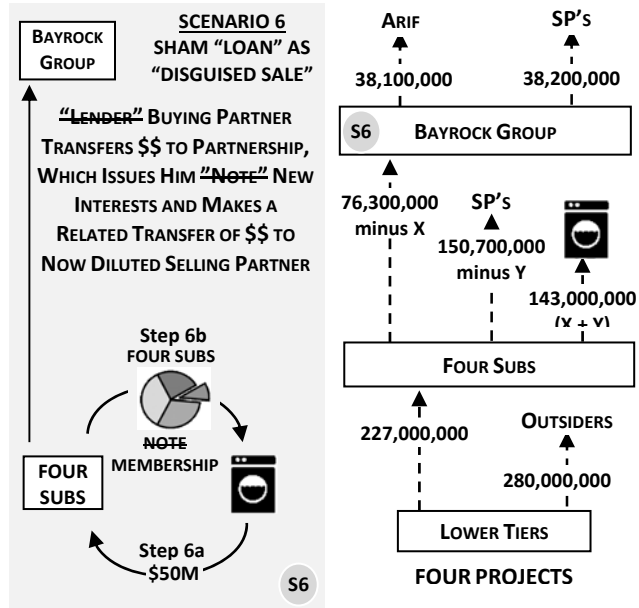 SCENARIO 6
SHAM “LOAN” AS
“DISGUISED SALE”
BAYROCK
GROUP
“LENDER” BUYING PARTNER
TRANSFERS $$ TO PARTNERSHIP,
WHICH ISSUES HIM “NOTE” NEW
INTERESTS AND MAKES A
RELATED TRANSFER OF $$ TO
NOW DILUTED SELLING PARTNER
Step 6b
FOUR SUBS
NOTE
MEMBERSHIP
FOUR
SUBS
Step 6a
$50M
S6
ARIF
SP’S
38,100,000
38,200,000
S6
BAYROCK GROUP
76,300,000
minus X
SP’S
150,700,000
minus Y
143,000,000
(X + Y)
FOUR SUBS
227,000,000
OUTSIDERS
280,000,000
LOWER TIERS
FOUR PROJECTS